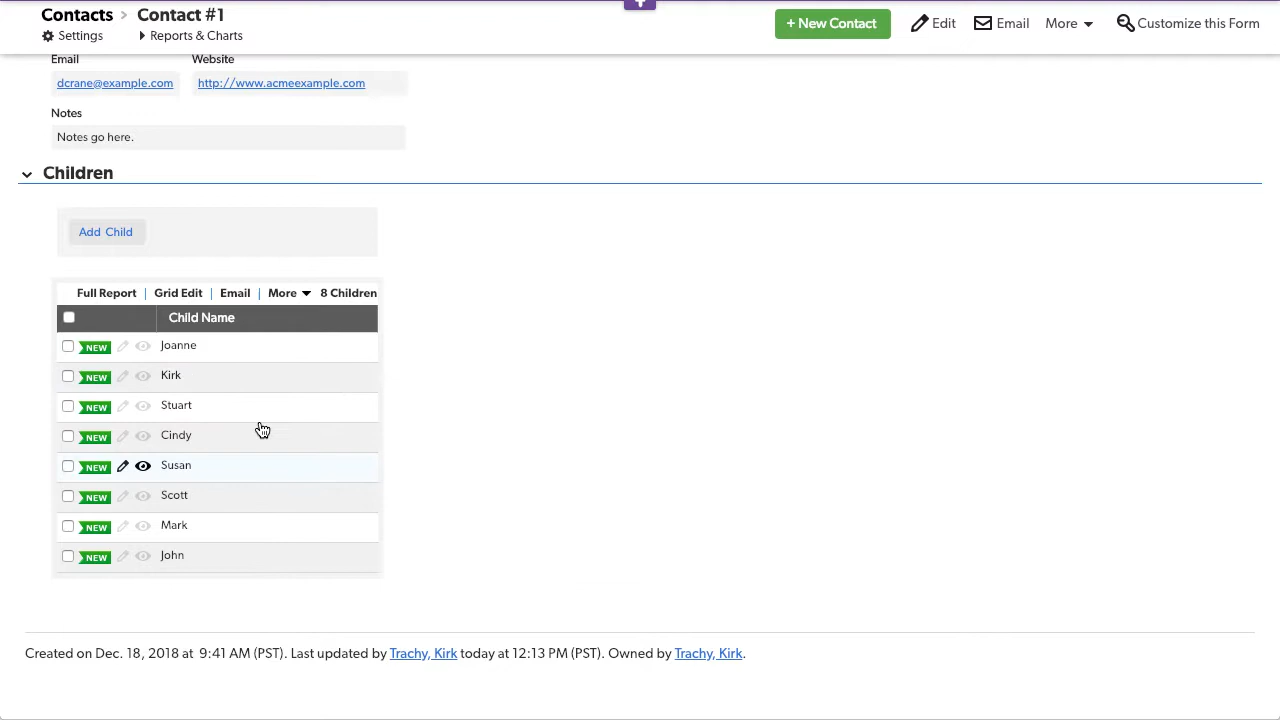 Contacts > Contact #1
Settings Reports & Charts
+ New Contact Edit Email More Customize this Form
Email Website
dcrane@example.com http://www.acmeexample.com
Notes
Notes go here.
Children
Add Child
Full Report | Grid Edit | Email | More 8 Children
Child Name
NEW Joanne
NEW Kirk
NEW Stuart
NEW Cindy
NEW Susan
NEW Scott
NEW Mark
NEW John
Created on Dec. 18, 2018 at 9:41 AM (PST). Last updated by Trachy, Kirk today at 12:13 PM (PST). Owned by Trachy, Kirk.